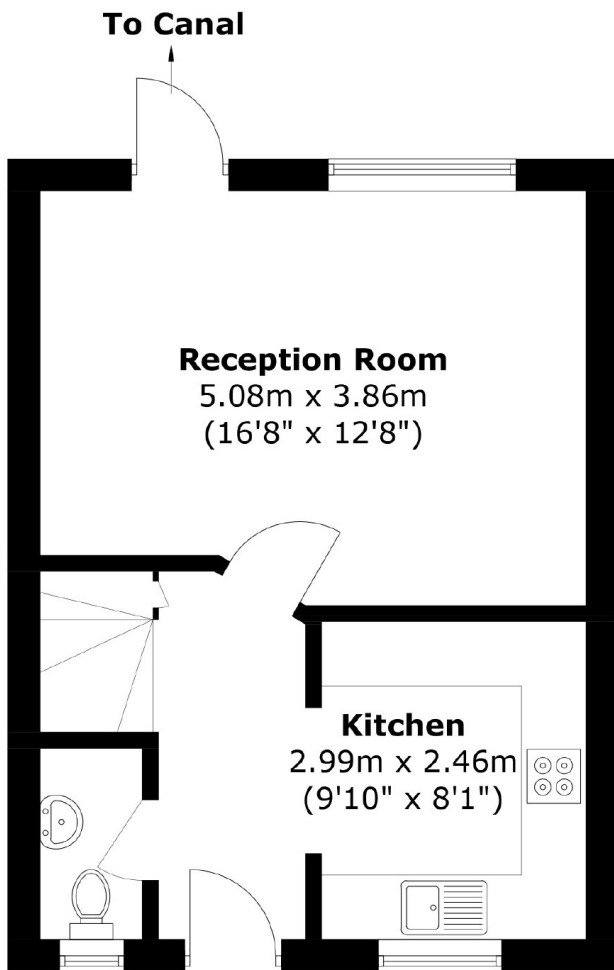 To Canal
Reception Room
5.08m x 3.86m
(16'8" x 12'8")
Kitchen
2.99m x 2.46m
(9'10" x 8'1")